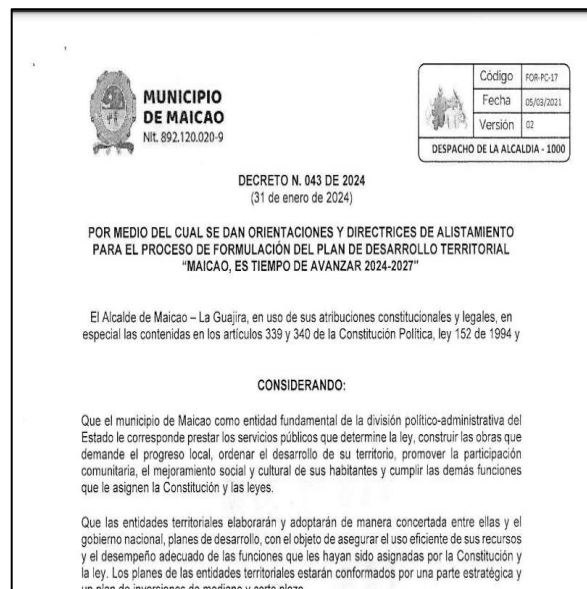 MUNICIPIO
DE MAICAO
Nit. 892.120.020-9
Código FOR-PC-17
Fecha 05/03/2021
Versión 02
DESPACHO DE LA ALCALDIA - 1000
DECRETO N. 043 DE 2024
(31 de enero de 2024)
POR MEDIO DEL CUAL SE DAN ORIENTACIONES Y DIRECTRICES DE ALISTAMIENTO
PARA EL PROCESO DE FORMULACIÓN DEL PLAN DE DESARROLLO TERRITORIAL
“MAICAO, ES TIEMPO DE AVANZAR 2024-2027”
El Alcalde de Maicao – La Guajira, en uso de sus atribuciones constitucionales y legales, en
especial las contenidas en los artículos 339 y 340 de la Constitución Política, ley 152 de 1994 y
CONSIDERANDO:
Que el municipio de Maicao como entidad fundamental de la división político-administrativa del
Estado le corresponde prestar los servicios públicos que determine la ley, construir las obras que
demande el progreso local, ordenar el desarrollo de su territorio, promover la participación
comunitaria, el mejoramiento social y cultural de sus habitantes y cumplir las demás funciones
que le asignen la Constitución y las leyes.
Que las entidades territoriales elaborarán y adoptarán de manera concertada entre ellas y el
gobierno nacional, planes de desarrollo, con el objeto de asegurar el uso eficiente de sus recursos
y el desempeño adecuado de las funciones que les hayan sido asignadas por la Constitución y
la ley. Los planes de las entidades territoriales estarán conformados por una parte estratégica y
un plan de inversiones de mediano y corto plazo